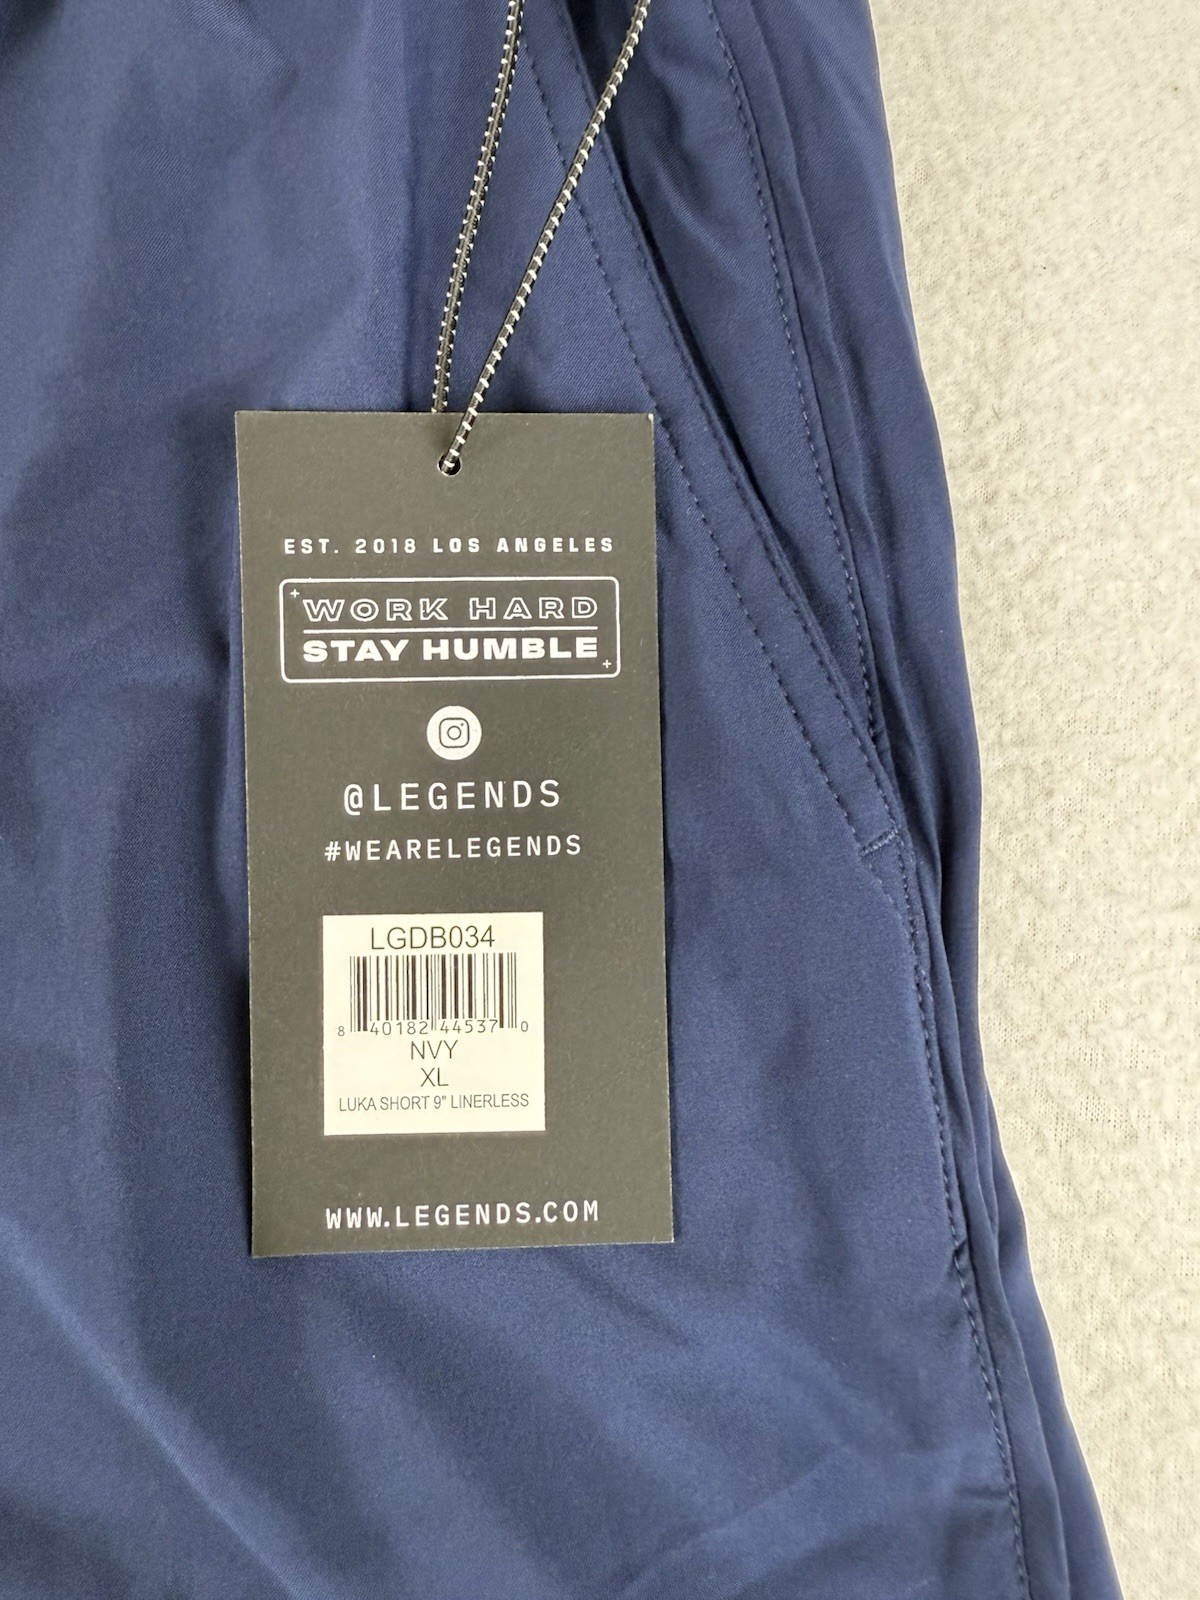 EST. 2018 LOS ANGELES
WORK HARD
STAY HUMBLE
@LEGENDS
#WEARELEGENDS
LGDB034
8 40182 44537 0
NVY
XL
LUKA SHORT 9" LINERLESS
WWW.LEGENDS.COM